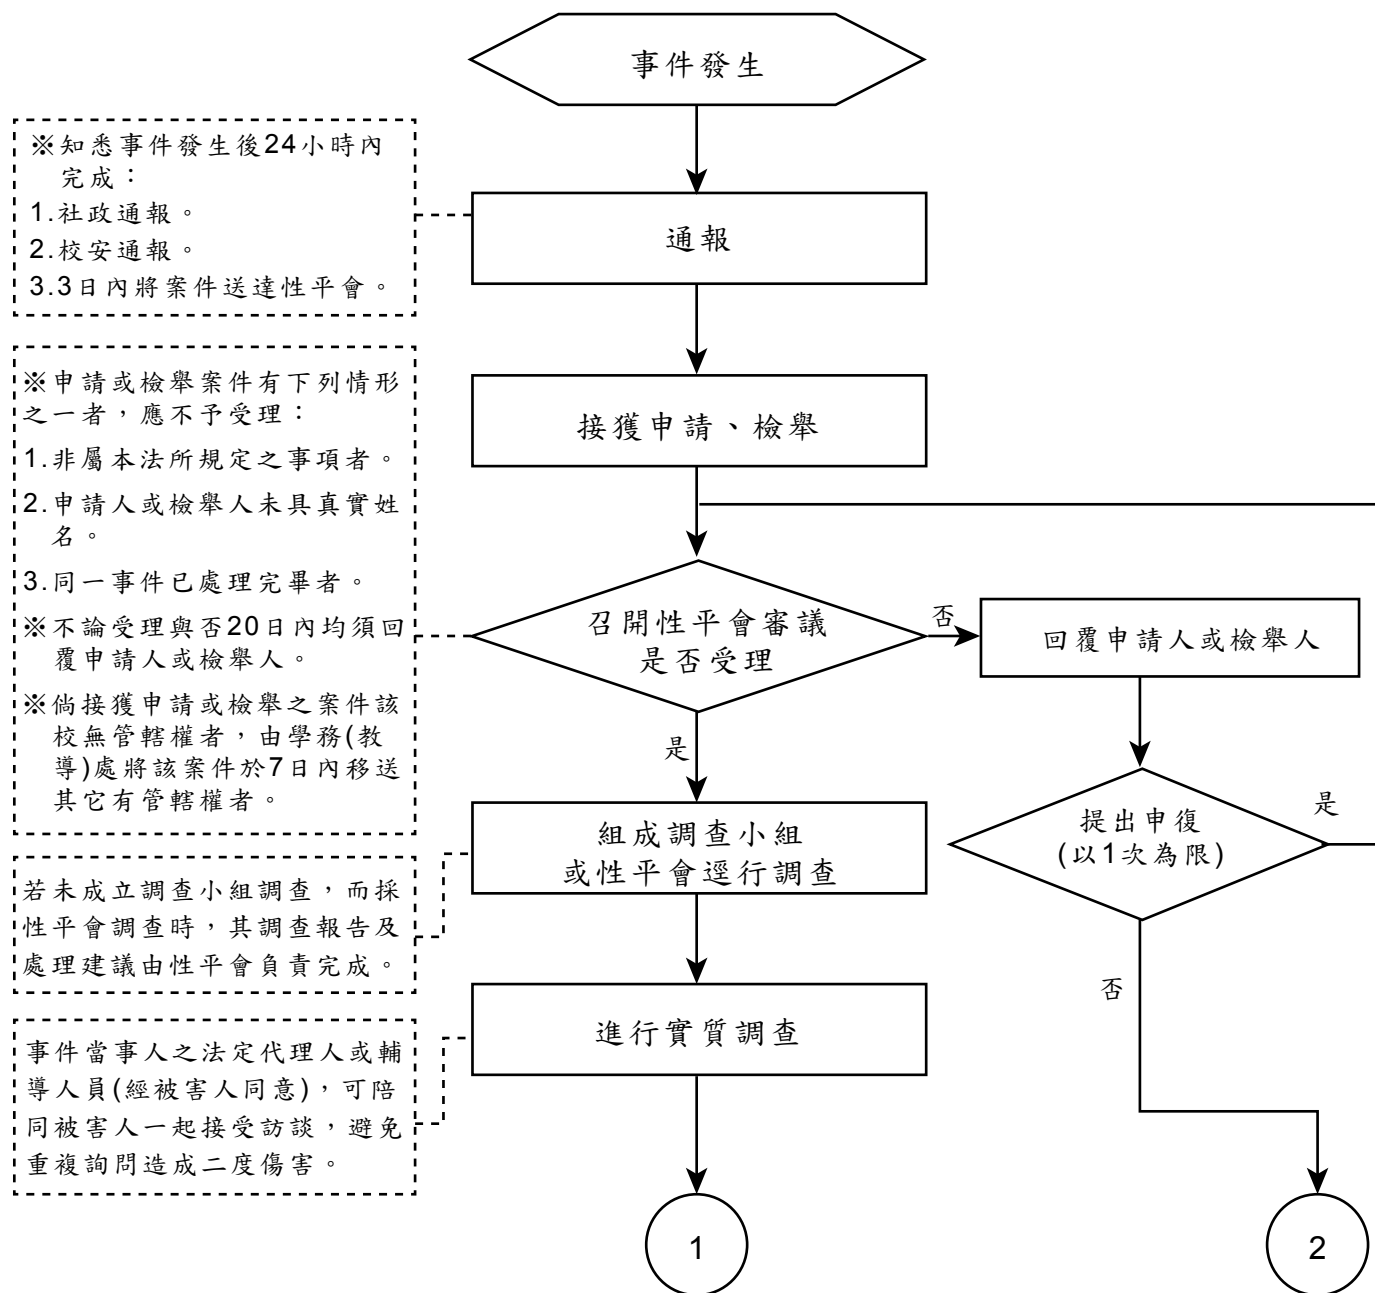 事件發生
※知悉事件發生後24小時內
完成：
1.社政通報。
2.校安通報。
3.3日內將案件送達性平會。
通報
※申請或檢舉案件有下列情形
之一者，應不予受理：
1.非屬本法所規定之事項者。
2.申請人或檢舉人未具真實姓
名。
3.同一事件已處理完畢者。
※不論受理與否20日內均須回
覆申請人或檢舉人。
※倘接獲申請或檢舉之案件該
校無管轄權者，由學務(教
導)處將該案件於7日內移送
其它有管轄權者。
接獲申請、檢舉
召開性平會審議
是否受理
否
回覆申請人或檢舉人
是
提出申復
(以1次為限)
是
否
組成調查小組
或性平會逕行調查
若未成立調查小組調查，而採
性平會調查時，其調查報告及
處理建議由性平會負責完成。
進行實質調查
事件當事人之法定代理人或輔
導人員(經被害人同意)，可陪
同被害人一起接受訪談，避免
重複詢問造成二度傷害。
1
2